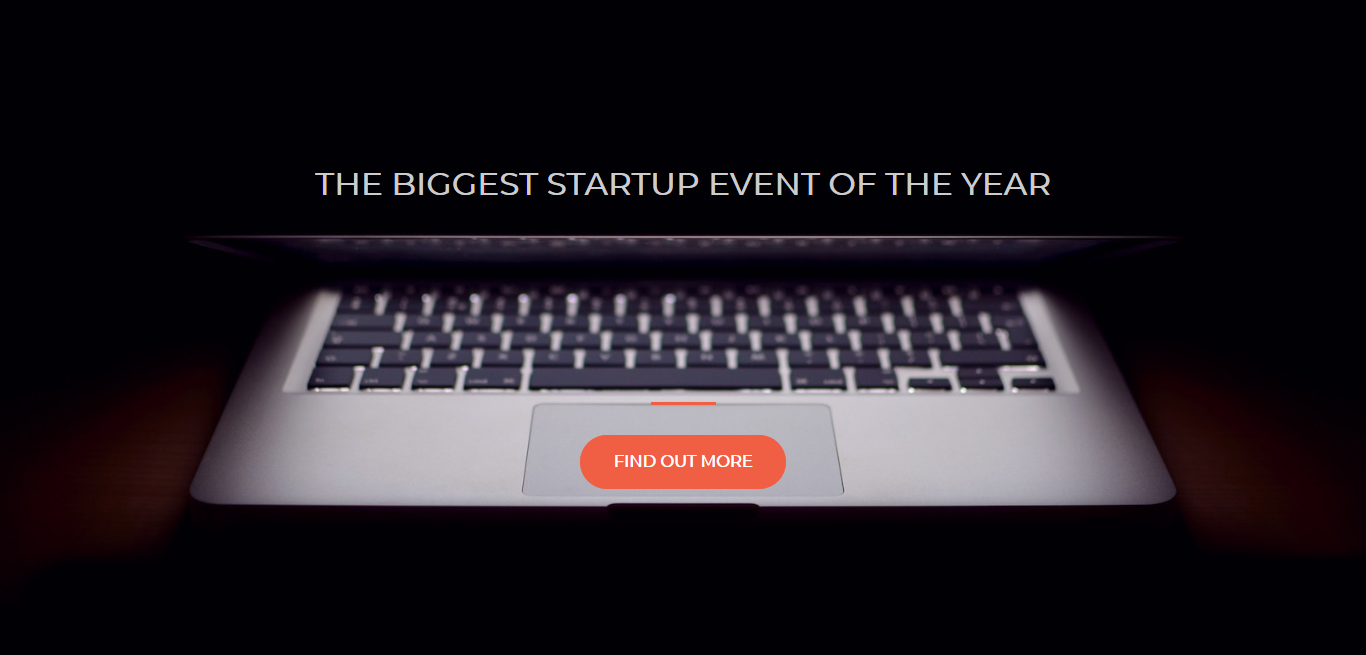 THE BIGGEST STARTUP EVENT OF THE YEAR
FIND OUT MORE